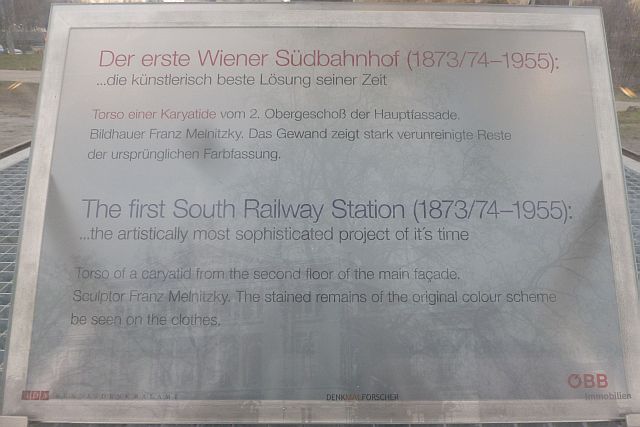 Der erste Wiener Südbahnhof (1873/74–1955):
...die künstlerisch beste Lösung seiner Zeit
Torso einer Karyatide vom 2. Obergeschoß der Hauptfassade.
Bildhauer Franz Melnitzky. Das Gewand zeigt stark verunreinigte Reste
der ursprünglichen Farbfassung.
The first South Railway Station (1873/74–1955):
...the artistically most sophisticated project of it's time
Torso of a caryatid from the second floor of the main façade.
Sculptor Franz Melnitzky. The stained remains of the original colour scheme
be seen on the clothes.
BUNDESDENKMALAMT
DENKMALFORSCHER
ÖBB
Immobilien